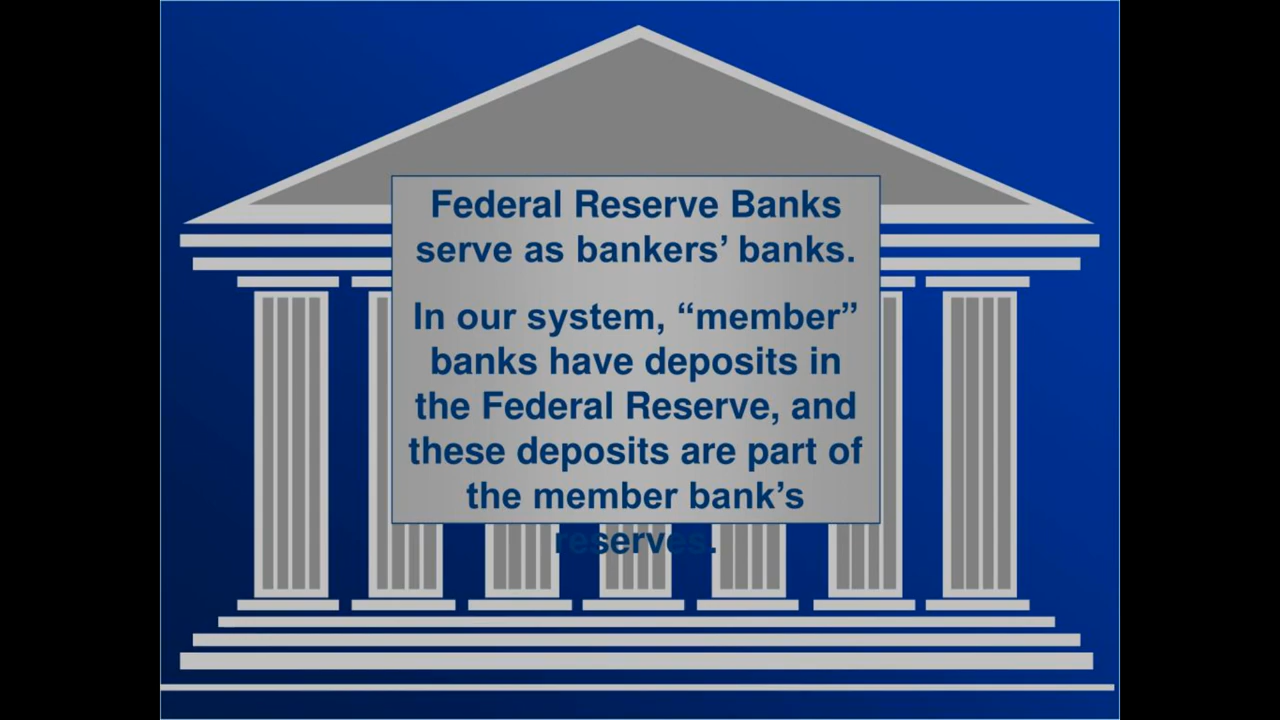 Federal Reserve Banks
serve as bankers’ banks.
In our system, “member”
banks have deposits in
the Federal Reserve, and
these deposits are part of
the member bank’s
reserves.